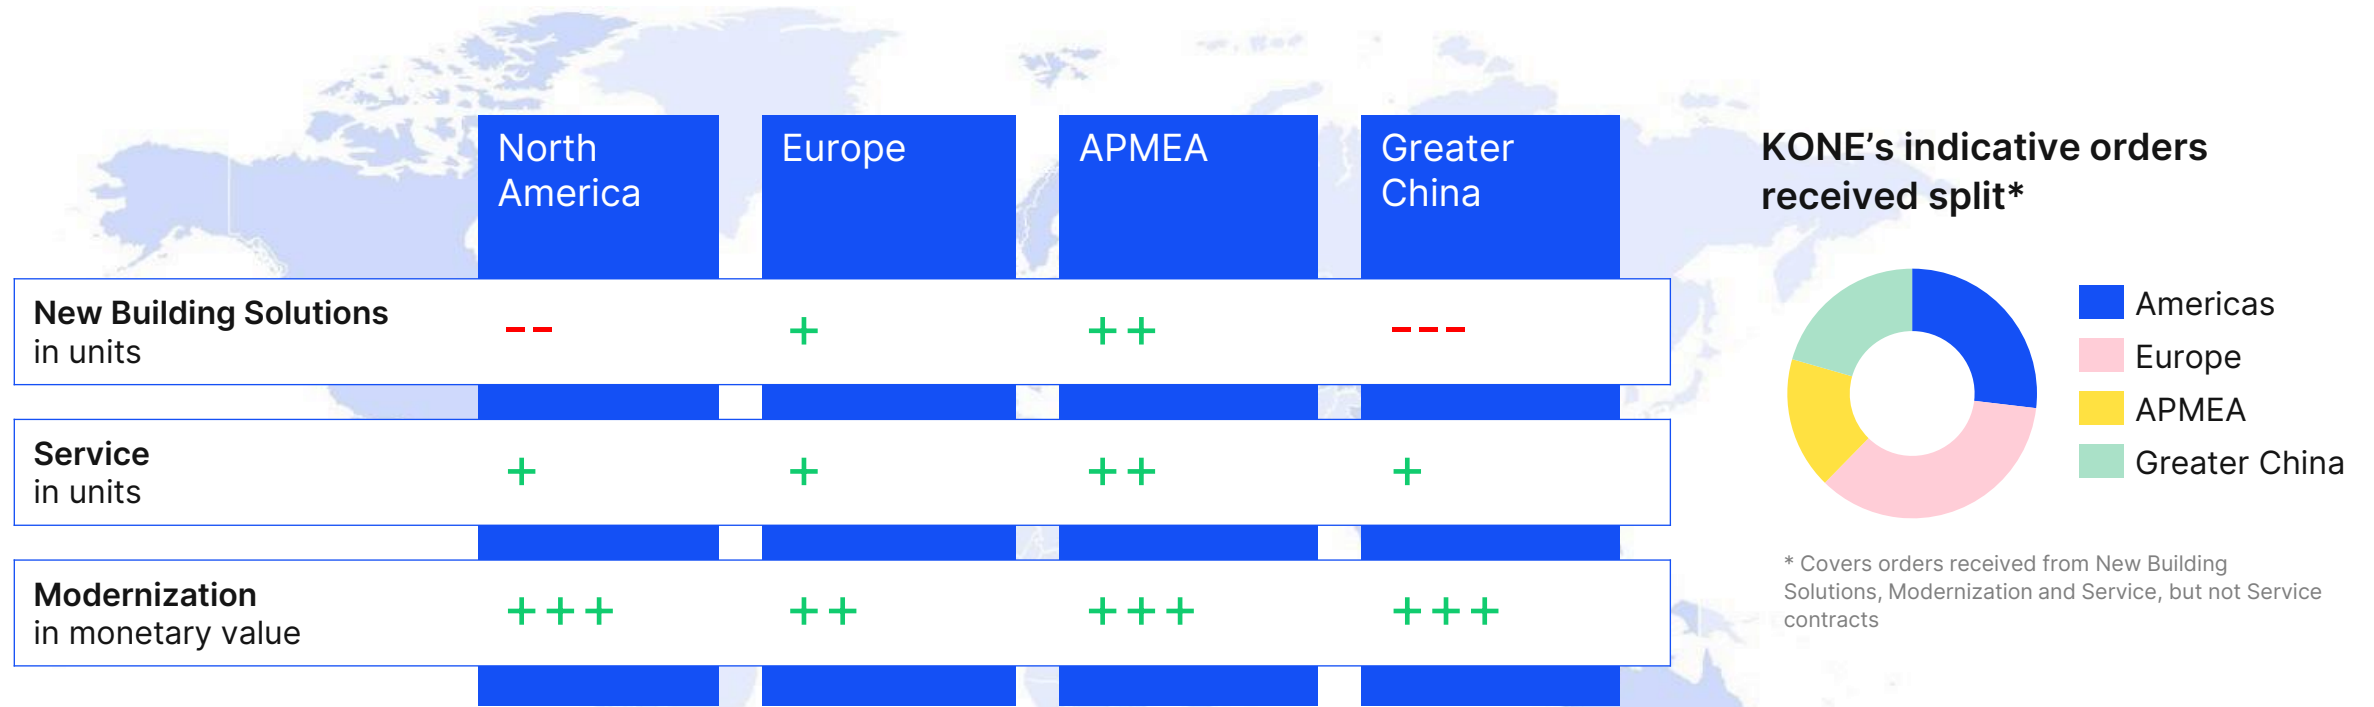 North
America
Europe
APMEA
Greater
China
New Building Solutions
in units
−− + ++ −−−
Service
in units
+ + ++ +
Modernization
in monetary value
+++ ++ +++ +++
KONE’s indicative orders
received split*
Americas
Europe
APMEA
Greater China
* Covers orders received from New Building
Solutions, Modernization and Service, but not Service
contracts